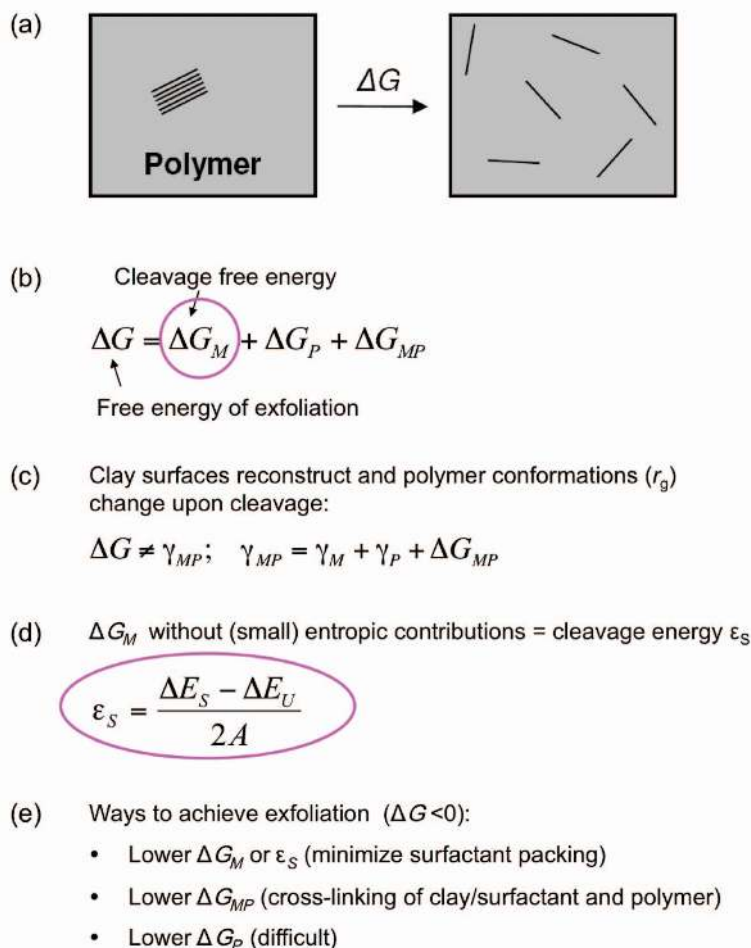 (a)
Polymer
ΔG
(b)
Cleavage free energy
ΔG = ΔG_M + ΔG_P + ΔG_MP
Free energy of exfoliation
(c) Clay surfaces reconstruct and polymer conformations (r_g)
change upon cleavage:
ΔG ≠ γ_MP; γ_MP = γ_M + γ_P + ΔG_MP
(d) ΔG_M without (small) entropic contributions = cleavage energy ε_S
ε_S = (ΔE_S − ΔE_U) / 2A
(e) Ways to achieve exfoliation (ΔG<0):
• Lower ΔG_M or ε_S (minimize surfactant packing)
• Lower ΔG_MP (cross-linking of clay/surfactant and polymer)
• Lower ΔG_P (difficult)